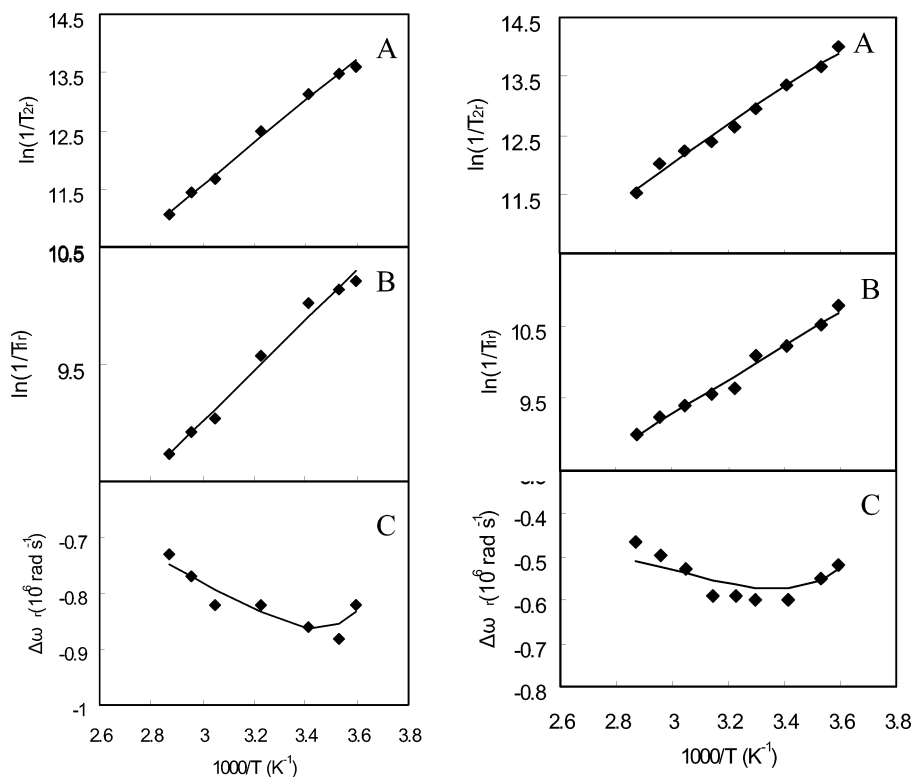 14.5
A
13.5
ln(1/T2r)
12.5
11.5
10.5
B
ln(1/T1r)
9.5
C
-0.7
Δω r(10^6 rad s^-1)
-0.8
-0.9
-1
2.6 2.8 3 3.2 3.4 3.6 3.8
1000/T (K^-1)
14.5
A
13.5
ln(1/T2r)
12.5
11.5
B
10.5
ln(1/T1r)
9.5
C
-0.4
Δω r(10^6 rad s^-1)
-0.5
-0.6
-0.7
-0.8
2.6 2.8 3 3.2 3.4 3.6 3.8
1000/T (K^-1)